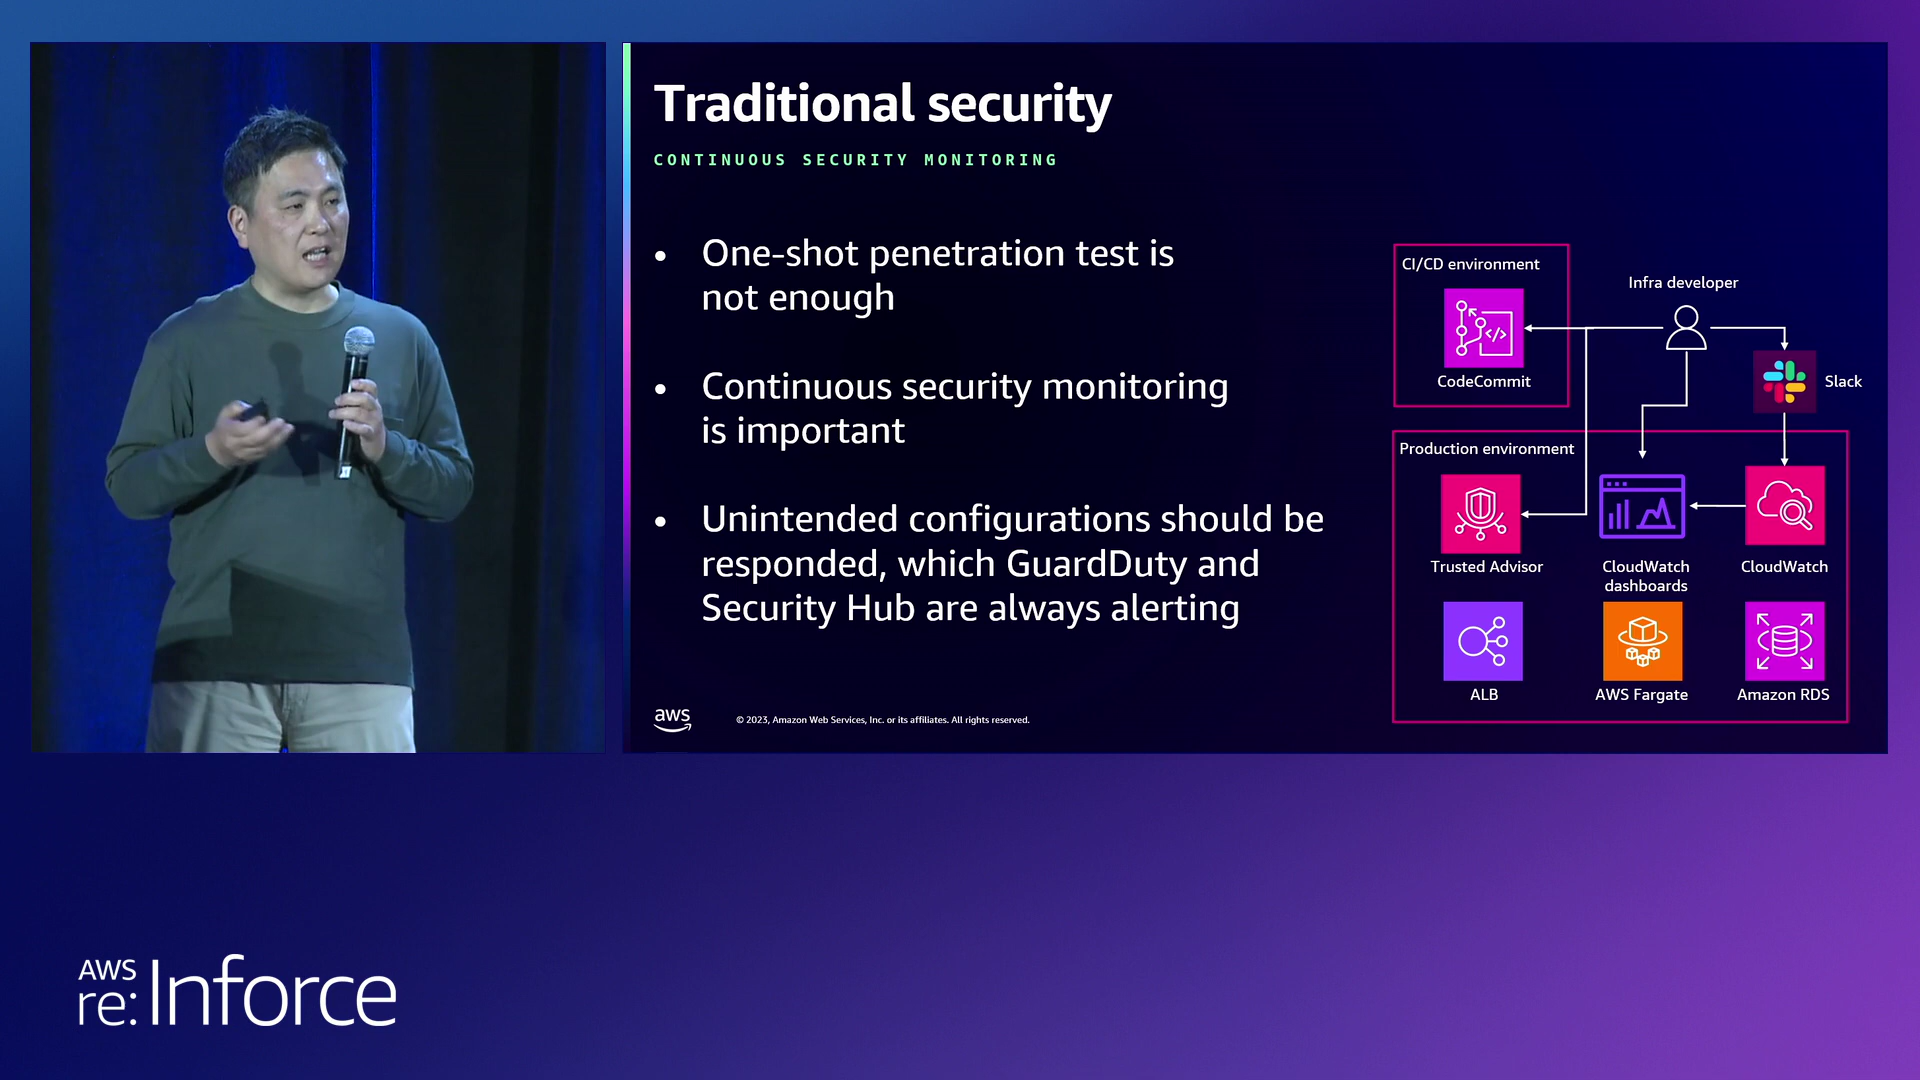 Traditional security
CONTINUOUS SECURITY MONITORING
• One-shot penetration test is
not enough
• Continuous security monitoring
is important
• Unintended configurations should be
responded, which GuardDuty and
Security Hub are always alerting
CI/CD environment
</>
CodeCommit
Infra developer
Slack
Production environment
Trusted Advisor
CloudWatch
dashboards
CloudWatch
ALB
AWS Fargate
Amazon RDS
aws
© 2023, Amazon Web Services, Inc. or its affiliates. All rights reserved.
AWS
re:Inforce